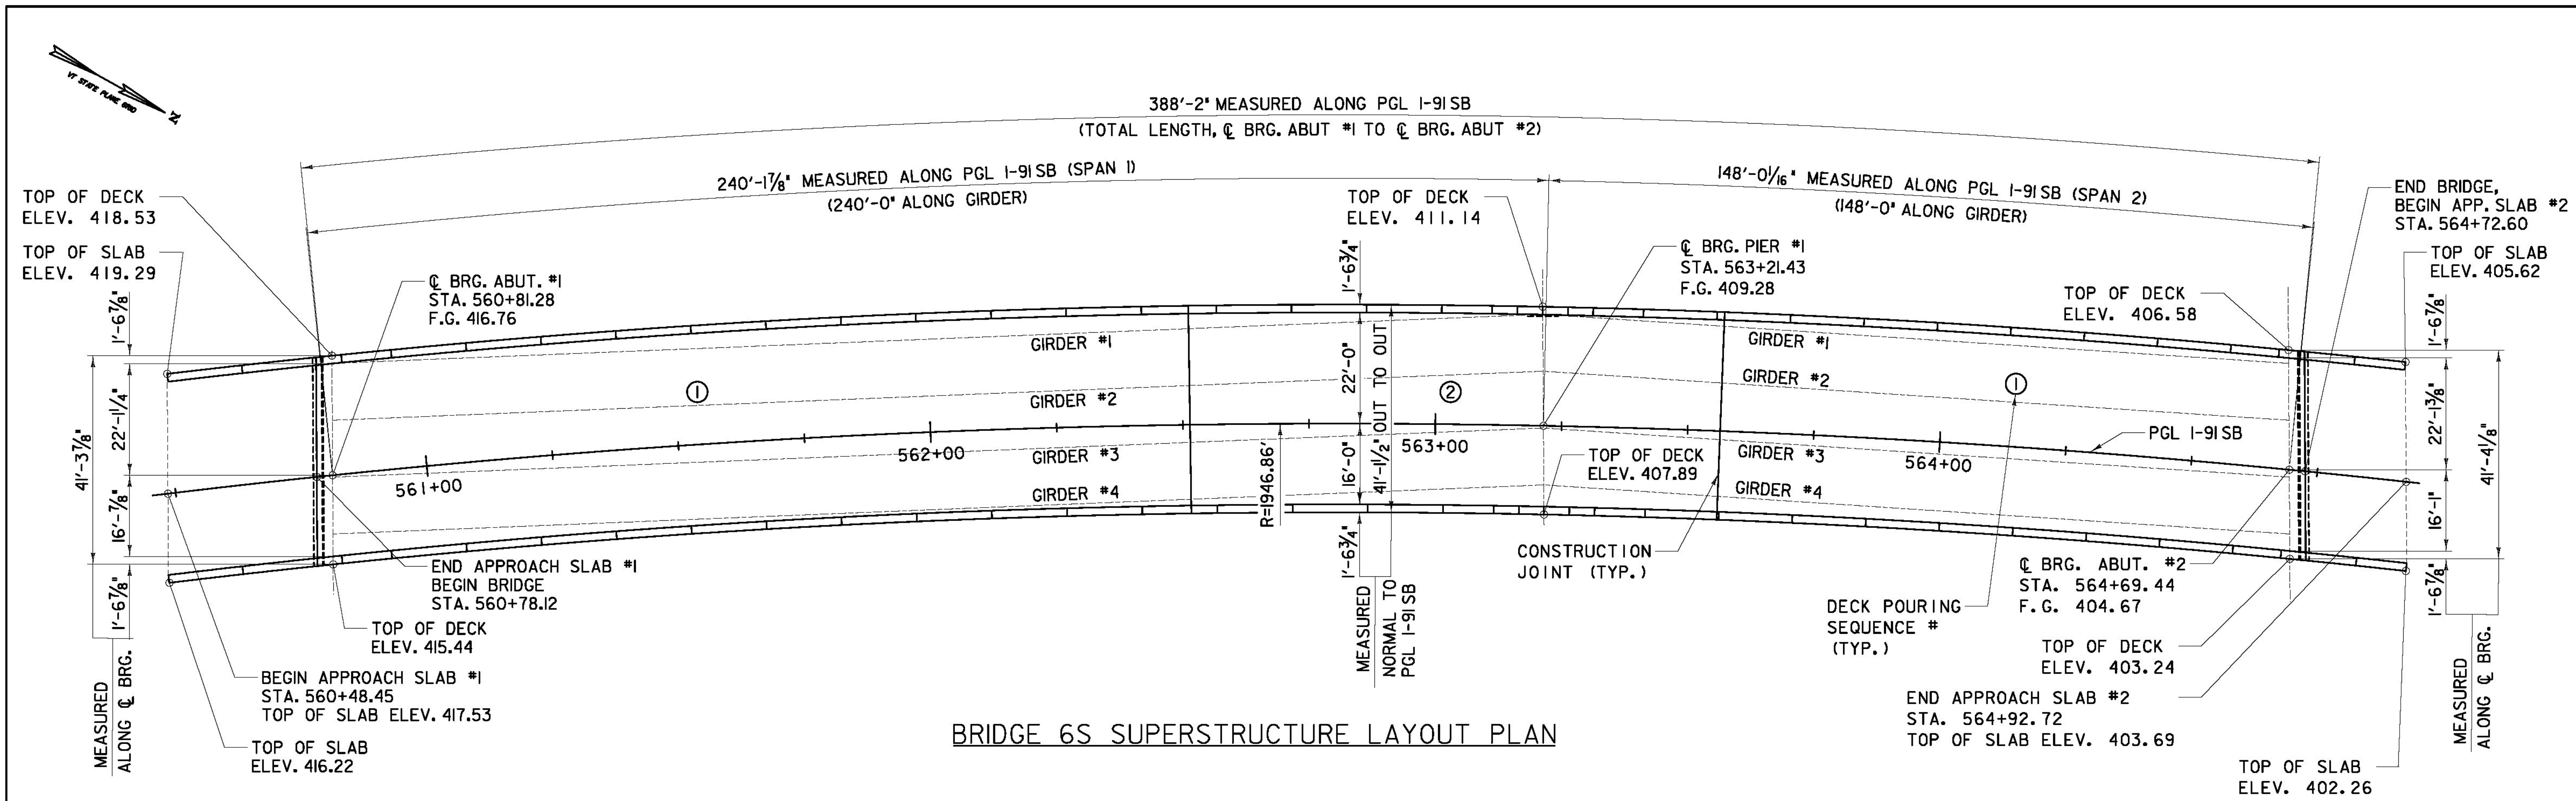 VT STATE PLANE GRID
N
388'-2" MEASURED ALONG PGL I-91 SB
(TOTAL LENGTH, ℄ BRG. ABUT #1 TO ℄ BRG. ABUT #2)
240'-1⅞" MEASURED ALONG PGL I-91 SB (SPAN 1)
(240'-0" ALONG GIRDER)
148'-0 1/16" MEASURED ALONG PGL I-91 SB (SPAN 2)
(148'-0" ALONG GIRDER)
TOP OF DECK
ELEV. 418.53
TOP OF SLAB
ELEV. 419.29
℄ BRG. ABUT. #1
STA. 560+81.28
F.G. 416.76
TOP OF DECK
ELEV. 411.14
℄ BRG. PIER #1
STA. 563+21.43
F.G. 409.28
TOP OF DECK
ELEV. 406.58
END BRIDGE,
BEGIN APP. SLAB #2
STA. 564+72.60
TOP OF SLAB
ELEV. 405.62
1'-6⅞"
22'-1¼"
41'-3⅞"
16'-⅞"
1'-6⅞"
MEASURED
ALONG ℄ BRG.
GIRDER #1
GIRDER #2
GIRDER #3
GIRDER #4
1
561+00
562+00
R=1946.86'
1'-6¾"
22'-0"
16'-0"
1'-6¾"
41'-1½" OUT TO OUT
MEASURED
NORMAL TO
PGL I-91 SB
2
563+00
GIRDER #1
GIRDER #2
GIRDER #3
GIRDER #4
1
564+00
PGL I-91 SB
TOP OF DECK
ELEV. 407.89
CONSTRUCTION
JOINT (TYP.)
DECK POURING
SEQUENCE #
(TYP.)
℄ BRG. ABUT. #2
STA. 564+69.44
F.G. 404.67
TOP OF DECK
ELEV. 403.24
END APPROACH SLAB #2
STA. 564+92.72
TOP OF SLAB ELEV. 403.69
TOP OF SLAB
ELEV. 402.26
1'-6⅞"
22'-1⅜"
41'-4⅛"
16'-1"
1'-6⅞"
MEASURED
ALONG ℄ BRG.
END APPROACH SLAB #1
BEGIN BRIDGE
STA. 560+78.12
TOP OF DECK
ELEV. 415.44
BEGIN APPROACH SLAB #1
STA. 560+48.45
TOP OF SLAB ELEV. 417.53
TOP OF SLAB
ELEV. 416.22
BRIDGE 6S SUPERSTRUCTURE LAYOUT PLAN